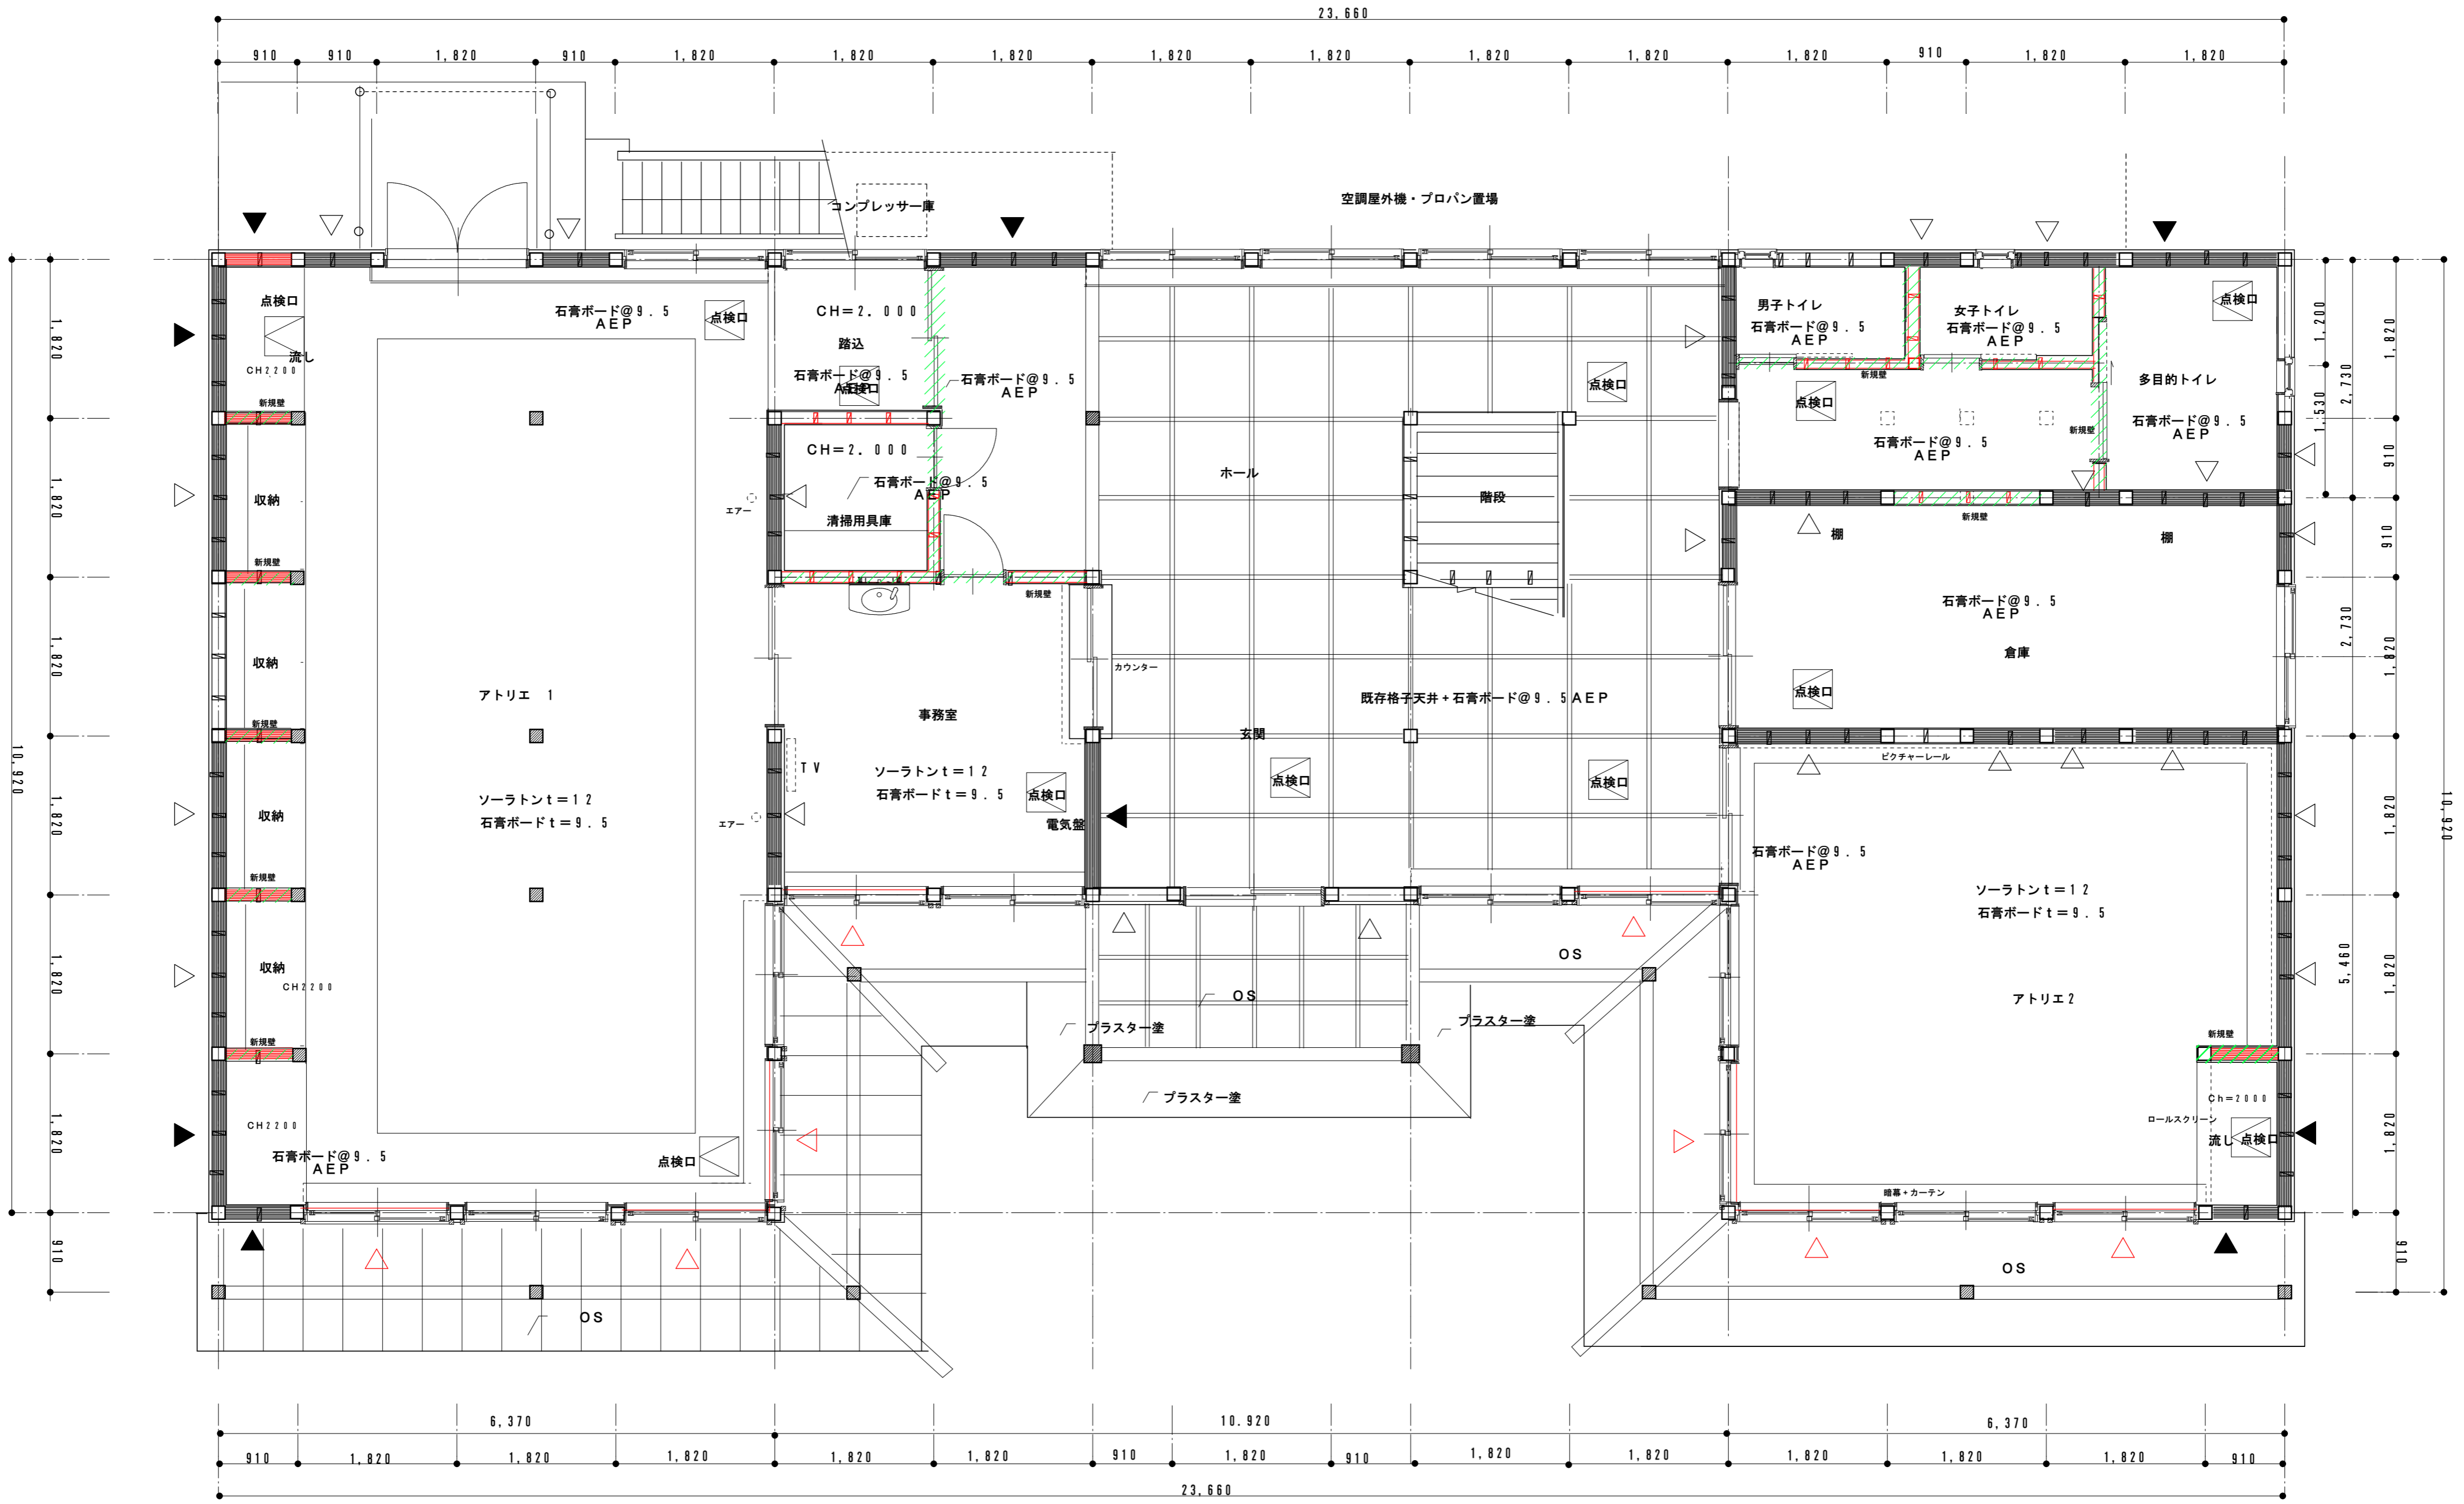 23,660
910
910
1,820
910
1,820
1,820
1,820
1,820
1,820
1,820
1,820
1,820
910
1,820
1,820
コンプレッサー庫
空調屋外機・プロパン置場
点検口
流し
CH2200
新規壁
石膏ボード@9.5
AEP
点検口
CH=2.000
踏込
石膏ボード@9.5
AEP
点検口
石膏ボード@9.5
AEP
点検口
男子トイレ
石膏ボード@9.5
AEP
女子トイレ
石膏ボード@9.5
AEP
点検口
新規壁
点検口
多目的トイレ
石膏ボード@9.5
AEP
石膏ボード@9.5
AEP
新規壁
1,820
1,820
1,820
1,820
1,820
1,820
910
10,920
1,200
1,530
2,730
2,730
5,460
1,820
910
910
1,820
1,820
1,820
1,820
910
10,920
収納
新規壁
エアー
CH=2.000
石膏ボード@9.5
AEP
清掃用具庫
新規壁
ホール
階段
新規壁
棚
棚
石膏ボード@9.5
AEP
倉庫
点検口
収納
新規壁
アトリエ 1
カウンター
事務室
既存格子天井+石膏ボード@9.5AEP
玄関
TV
ソーラトンt=12
石膏ボードt=9.5
点検口
点検口
点検口
電気盤
ピクチャーレール
収納
ソーラトンt=12
石膏ボードt=9.5
エアー
新規壁
石膏ボード@9.5
AEP
ソーラトンt=12
石膏ボードt=9.5
収納
CH2200
新規壁
OS
OS
プラスター塗
プラスター塗
プラスター塗
アトリエ2
新規壁
Ch=2000
ロールスクリーン
流し
点検口
CH2200
石膏ボード@9.5
AEP
点検口
暗幕+カーテン
OS
OS
6,370
10.920
6,370
910
1,820
1,820
1,820
1,820
1,820
910
1,820
910
1,820
1,820
1,820
1,820
1,820
910
23,660